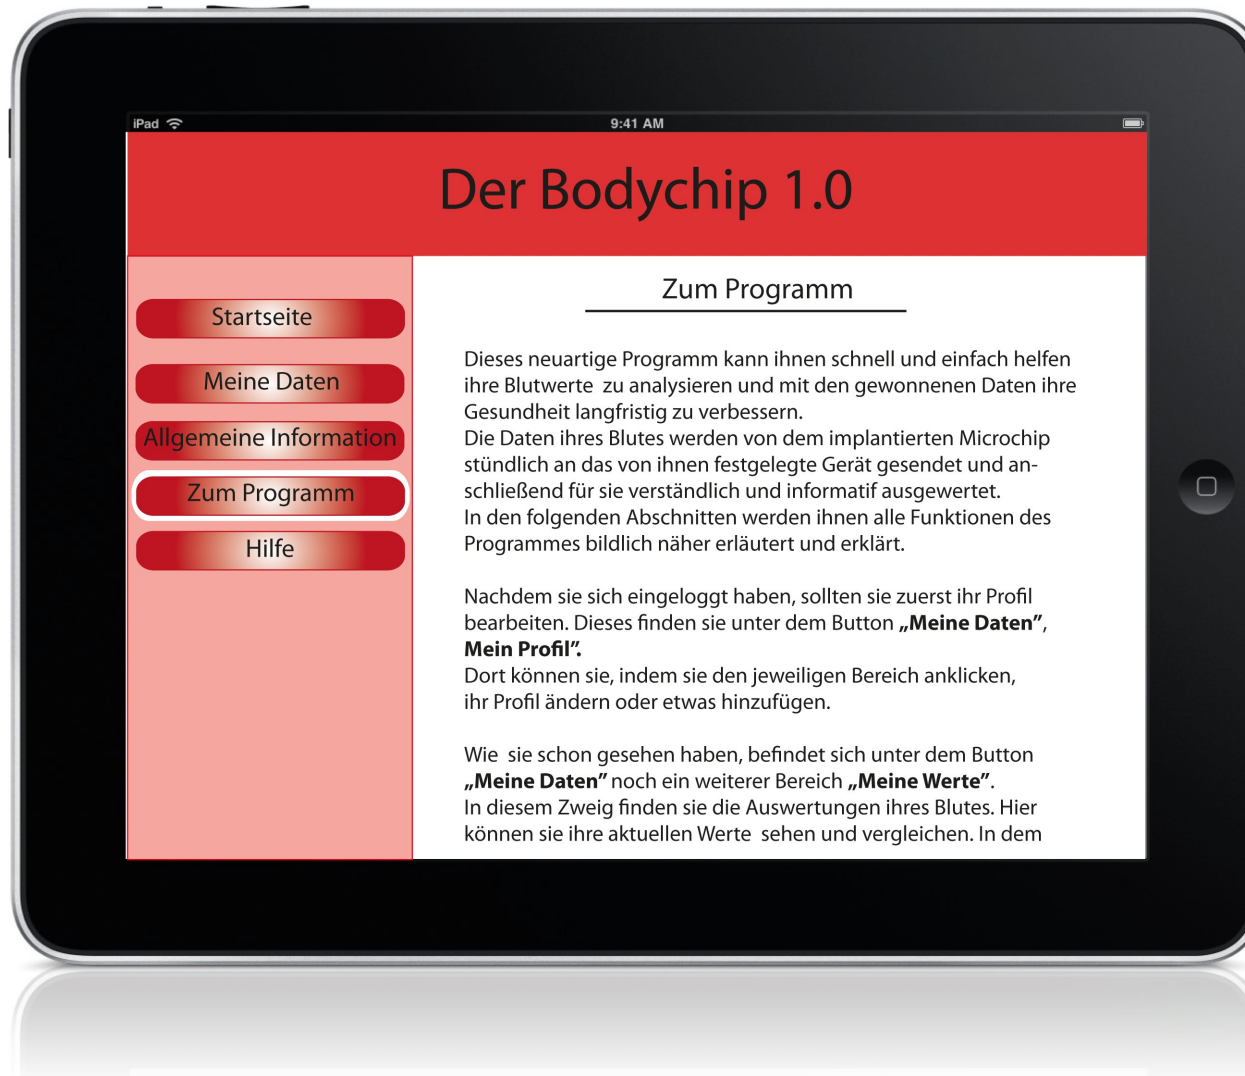 iPad
9:41 AM
Der Bodychip 1.0
Startseite
Meine Daten
Allgemeine Information
Zum Programm
Hilfe
Zum Programm
Dieses neuartige Programm kann ihnen schnell und einfach helfen
ihre Blutwerte  zu analysieren und mit den gewonnenen Daten ihre
Gesundheit langfristig zu verbessern.
Die Daten ihres Blutes werden von dem implantierten Microchip
stündlich an das von ihnen festgelegte Gerät gesendet und an-
schließend für sie verständlich und informatif ausgewertet.
In den folgenden Abschnitten werden ihnen alle Funktionen des
Programmes bildlich näher erläutert und erklärt.
Nachdem sie sich eingeloggt haben, sollten sie zuerst ihr Profil
bearbeiten. Dieses finden sie unter dem Button „Meine Daten”,
Mein Profil”.
Dort können sie, indem sie den jeweiligen Bereich anklicken,
ihr Profil ändern oder etwas hinzufügen.
Wie  sie schon gesehen haben, befindet sich unter dem Button
„Meine Daten” noch ein weiterer Bereich „Meine Werte”.
In diesem Zweig finden sie die Auswertungen ihres Blutes. Hier
können sie ihre aktuellen Werte  sehen und vergleichen. In dem